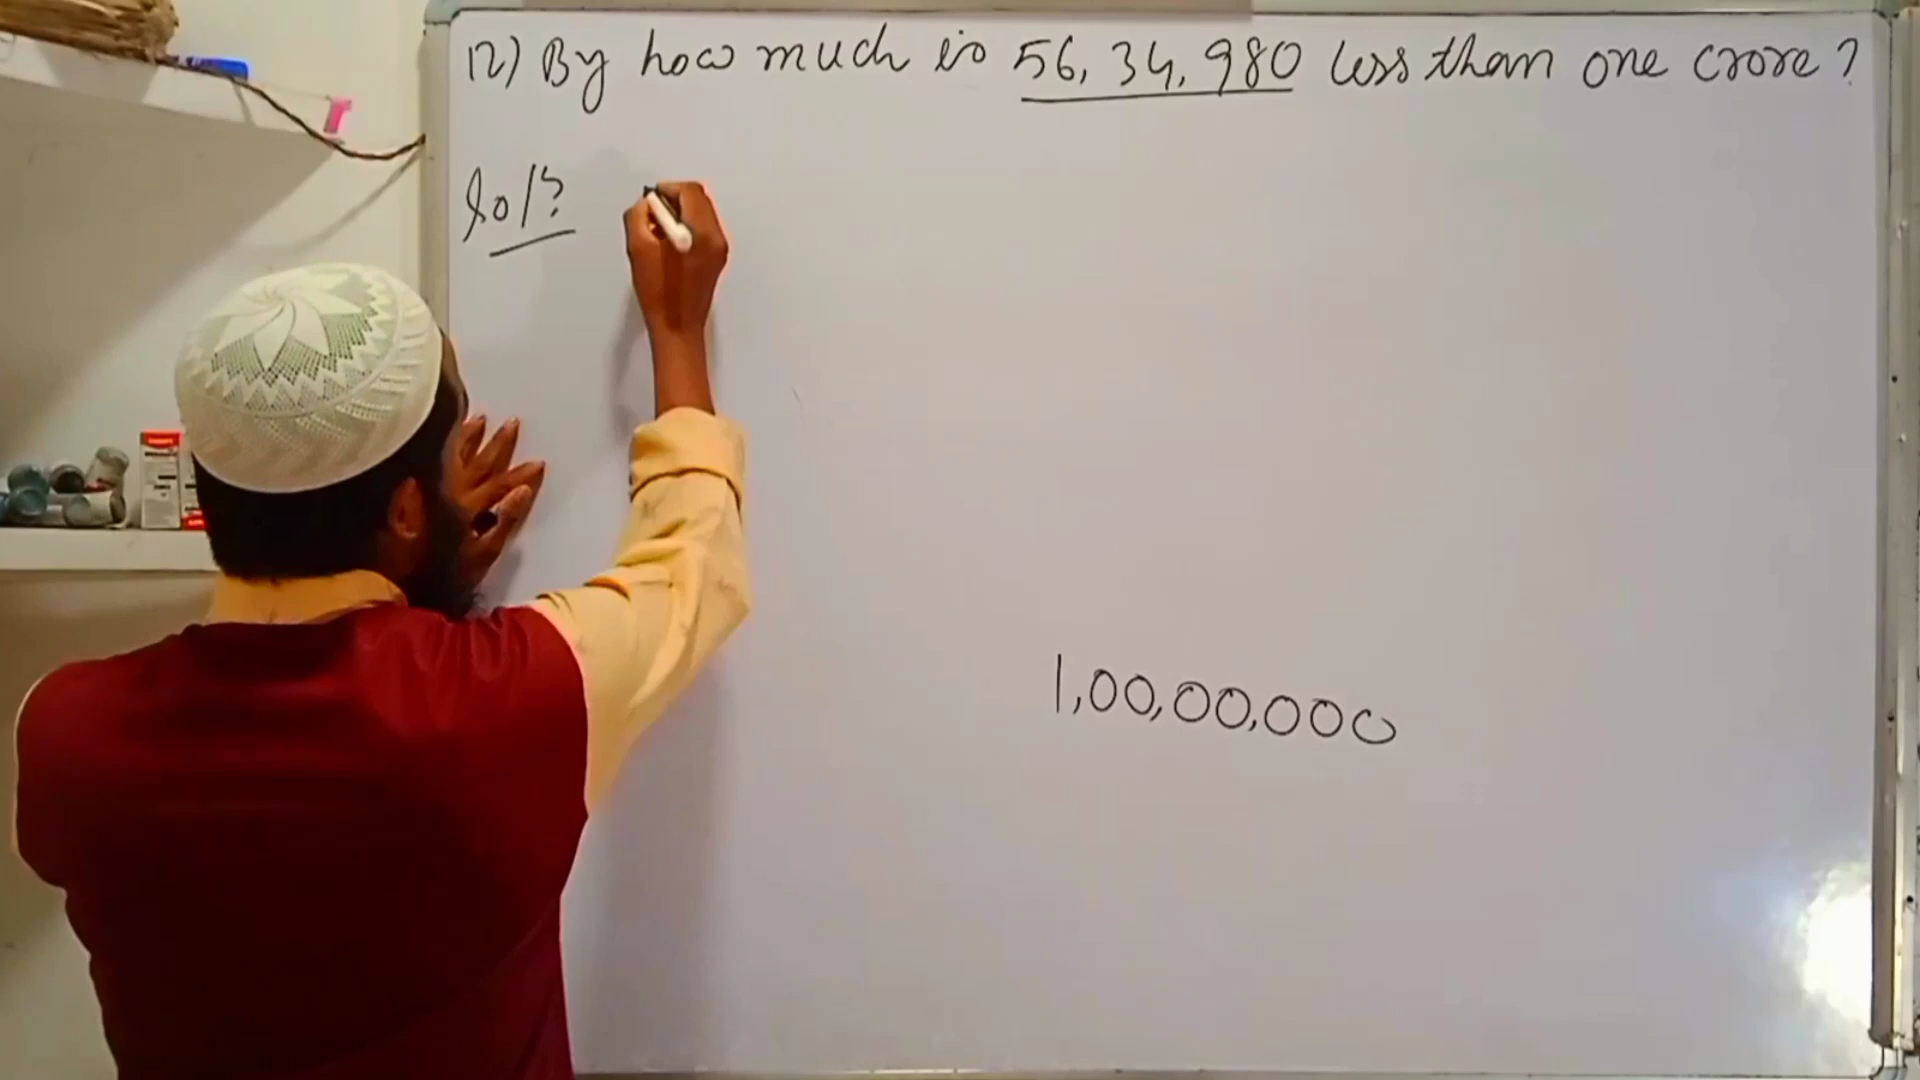 12) By how much is 56,34,980 less than one crore?
Sol:
1,00,00,000